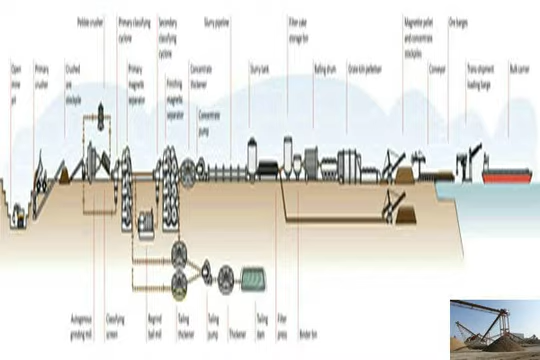 Pebble crusher
Primary classifying
cyclone
Secondary
classifying
cyclone
Slurry pipeline
Filter cake
storage bin
Magnetite pellet
and concentrate
stockpiles
Ore barges
Open
mine
pit
Primary
crusher
Crushed
ore
stockpile
Primary
magnetic
separator
Finishing
magnetic
separator
Concentrate
thickener
Concentrate
pump
Slurry tank
Balling drum
Grate-kiln pelletiser
Conveyor
Trans-shipment
loading barge
Bulk carrier
Autogenous
grinding mill
Classifying
screen
Regrind
ball mill
Tailing
thickener
Tailing
pump
Thickener
Tailing
dam
Filter
press
Binder bin